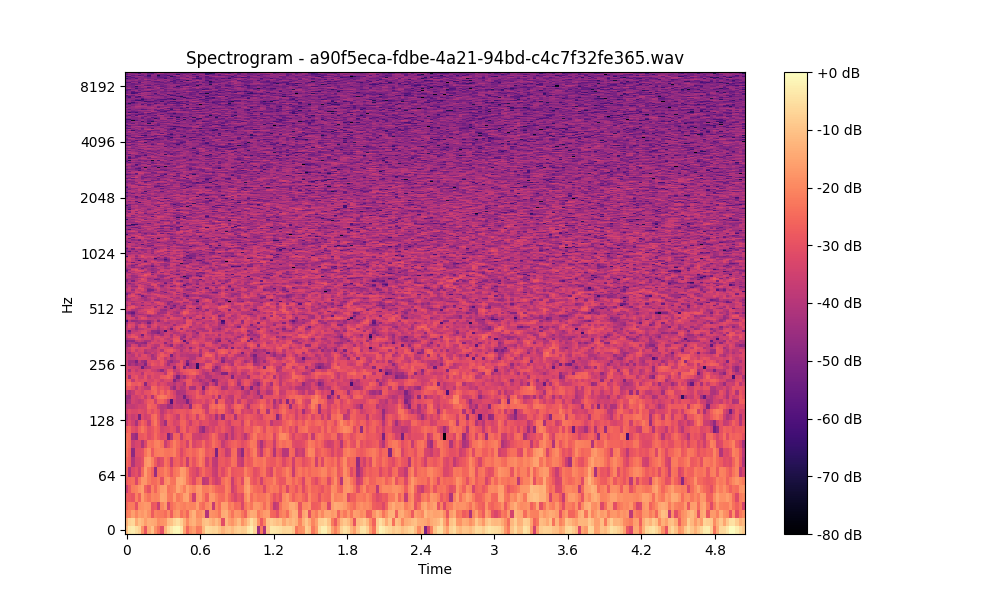 Spectrogram - a90f5eca-fdbe-4a21-94bd-c4c7f32fe365.wav
Hz
8192
4096
2048
1024
512
256
128
64
0
0 0.6 1.2 1.8 2.4 3 3.6 4.2 4.8
Time
+0 dB
-10 dB
-20 dB
-30 dB
-40 dB
-50 dB
-60 dB
-70 dB
-80 dB